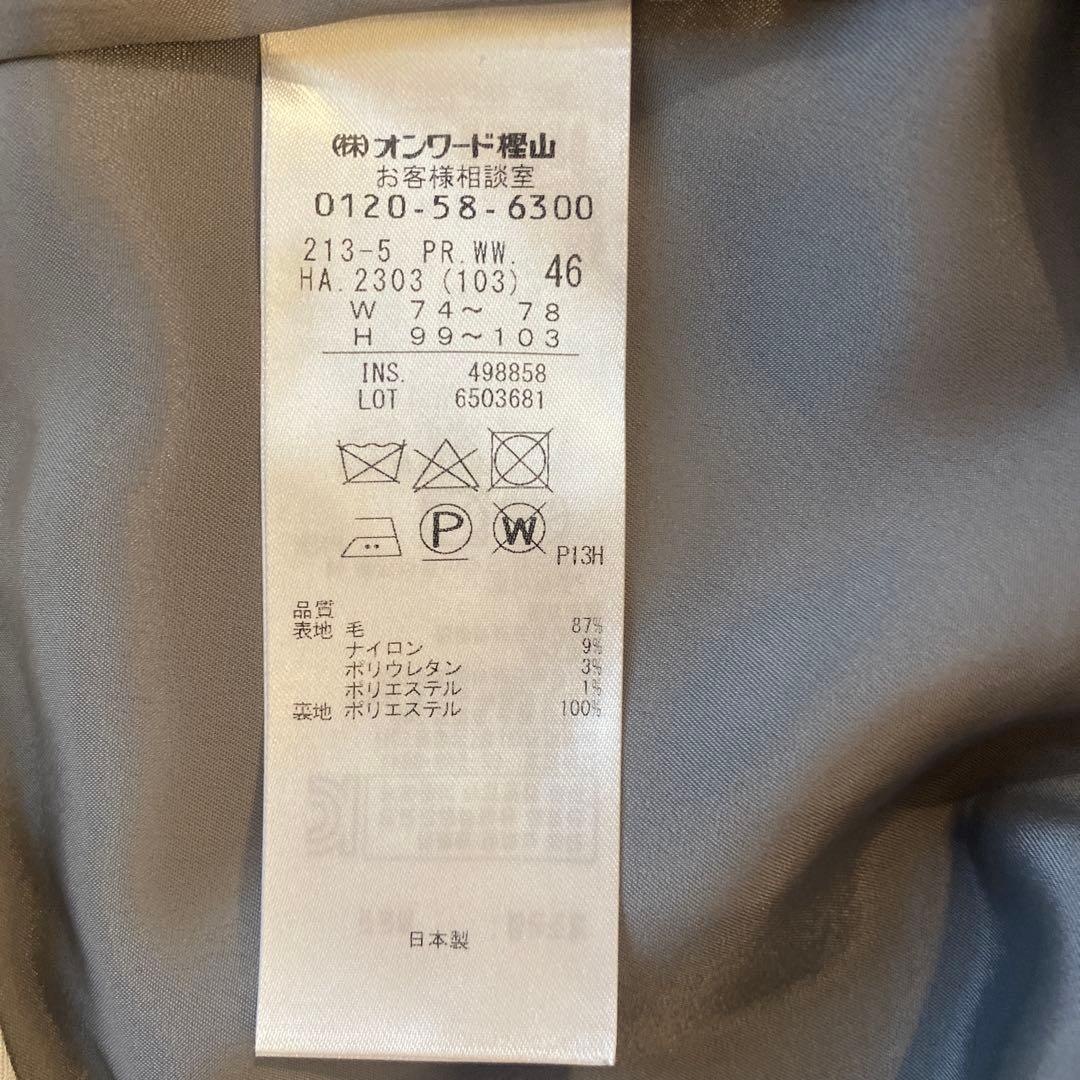 (株)オンワード樫山
お客様相談室
0120-58-6300
213-5 PR.WW.
HA.2303(103) 46
W 74～ 78
H 99～103
INS. 498858
LOT 6503681
P W P13H
品質
表地 毛 87%
ナイロン 9%
ポリウレタン 3%
ポリエステル 1%
裏地 ポリエステル 100%
日本製